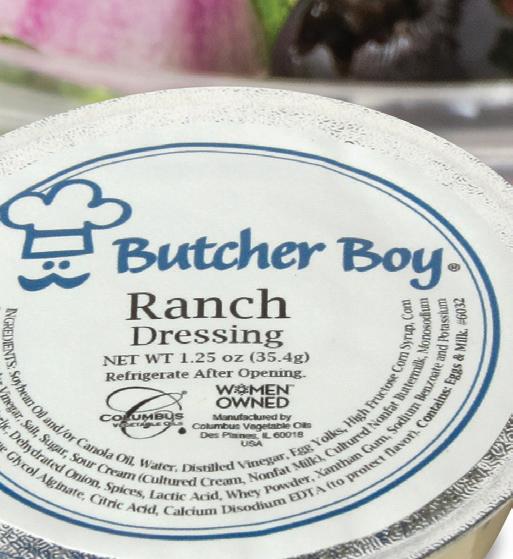 Butcher Boy®
Ranch
Dressing
NET WT 1.25 oz (35.4g)
Refrigerate After Opening.
COLUMBUS
VEGETABLE OILS
WOMEN
OWNED
Manufactured by
Columbus Vegetable Oils
Des Plaines, IL 60018
USA
INGREDIENTS: Soybean Oil and/or Canola Oil, Water, Distilled Vinegar, Egg Yolks, High Fructose Corn Syrup, Corn
Vinegar, Salt, Sugar, Sour Cream (Cultured Cream, Nonfat Milk), Cultured Nonfat Buttermilk, Monosodium
Dehydrated Onion, Spices, Lactic Acid, Whey Powder, Xanthan Gum, Sodium Benzoate and Potassium
Glycol Alginate, Citric Acid, Calcium Disodium EDTA (to protect flavor). Contains: Eggs & Milk. #6032